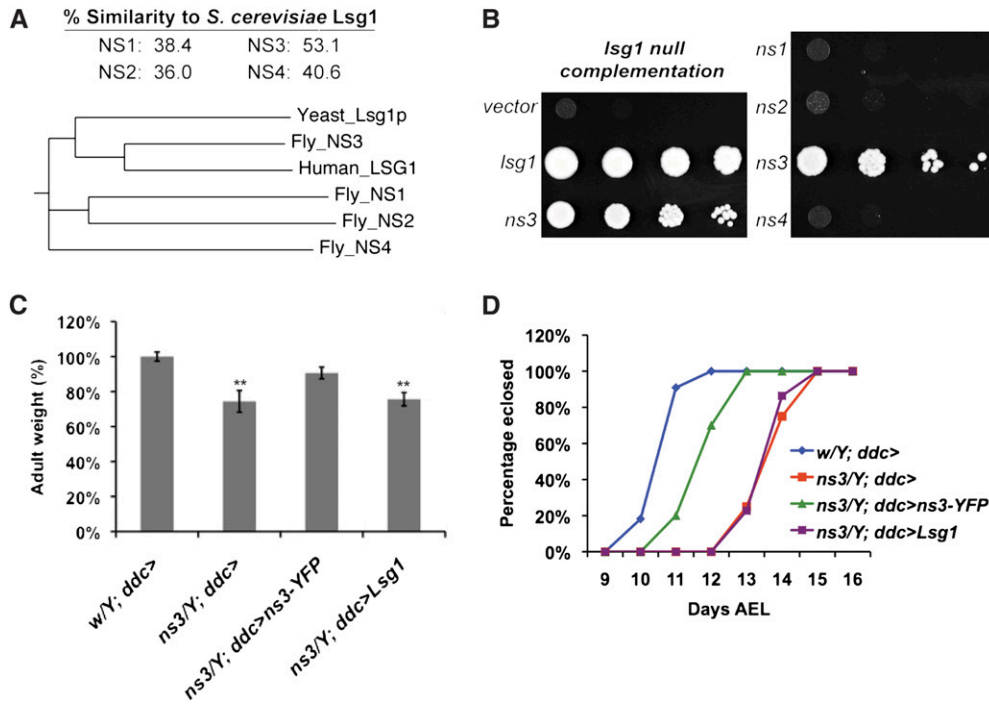 A
% Similarity to S. cerevisiae Lsg1
NS1: 38.4 NS3: 53.1
NS2: 36.0 NS4: 40.6
Yeast_Lsg1p
Fly_NS3
Human_LSG1
Fly_NS1
Fly_NS2
Fly_NS4
B
lsg1 null
complementation
vector
lsg1
ns3
ns1
ns2
ns3
ns4
C
Adult weight (%)
120%
100%
80%
60%
40%
20%
0%
**
**
w/Y; ddc>
ns3/Y; ddc>
ns3/Y; ddc>ns3-YFP
ns3/Y; ddc>Lsg1
D
Percentage eclosed
120%
100%
80%
60%
40%
20%
0%
w/Y; ddc>
ns3/Y; ddc>
ns3/Y; ddc>ns3-YFP
ns3/Y; ddc>Lsg1
9 10 11 12 13 14 15 16
Days AEL